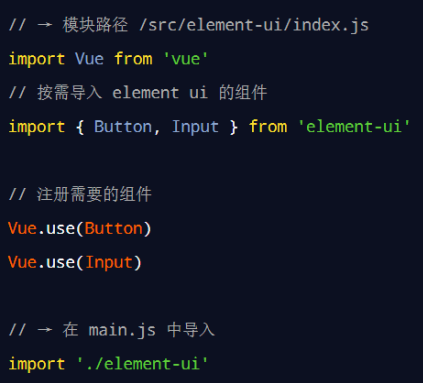 // → 模块路径 /src/element-ui/index.js
import Vue from 'vue'
// 按需导入 element ui 的组件
import { Button, Input } from 'element-ui'
// 注册需要的组件
Vue.use(Button)
Vue.use(Input)
// → 在 main.js 中导入
import './element-ui'